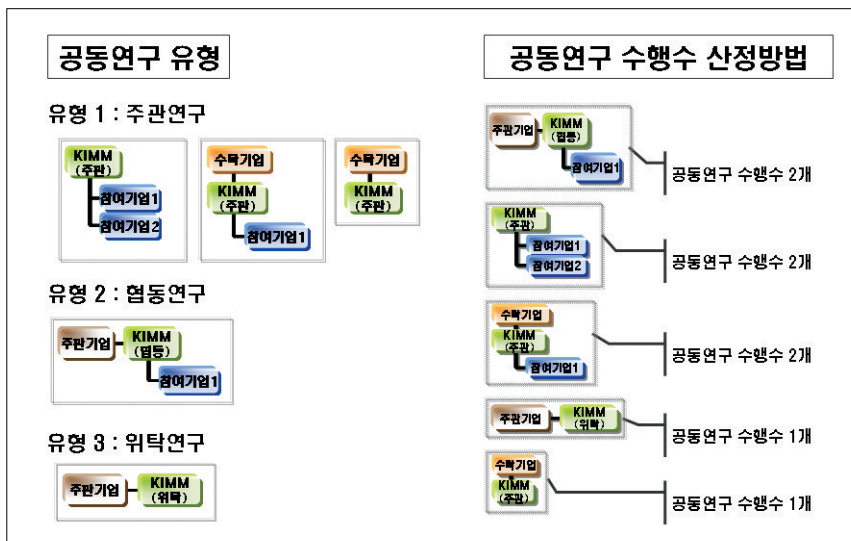 공동연구 유형
유형 1 : 주관연구
KIMM
(주관)
참여기업1
참여기업2
수탁기업
KIMM
(주관)
참여기업1
수탁기업
KIMM
(주관)
유형 2 : 협동연구
주관기업
KIMM
(협동)
참여기업1
유형 3 : 위탁연구
주관기업
KIMM
(위탁)
공동연구 수행수 산정방법
주관기업
KIMM
(협동)
참여기업1
공동연구 수행수 2개
KIMM
(주관)
참여기업1
참여기업2
공동연구 수행수 2개
수탁기업
KIMM
(주관)
참여기업1
공동연구 수행수 2개
주관기업
KIMM
(위탁)
공동연구 수행수 1개
수탁기업
KIMM
(주관)
공동연구 수행수 1개